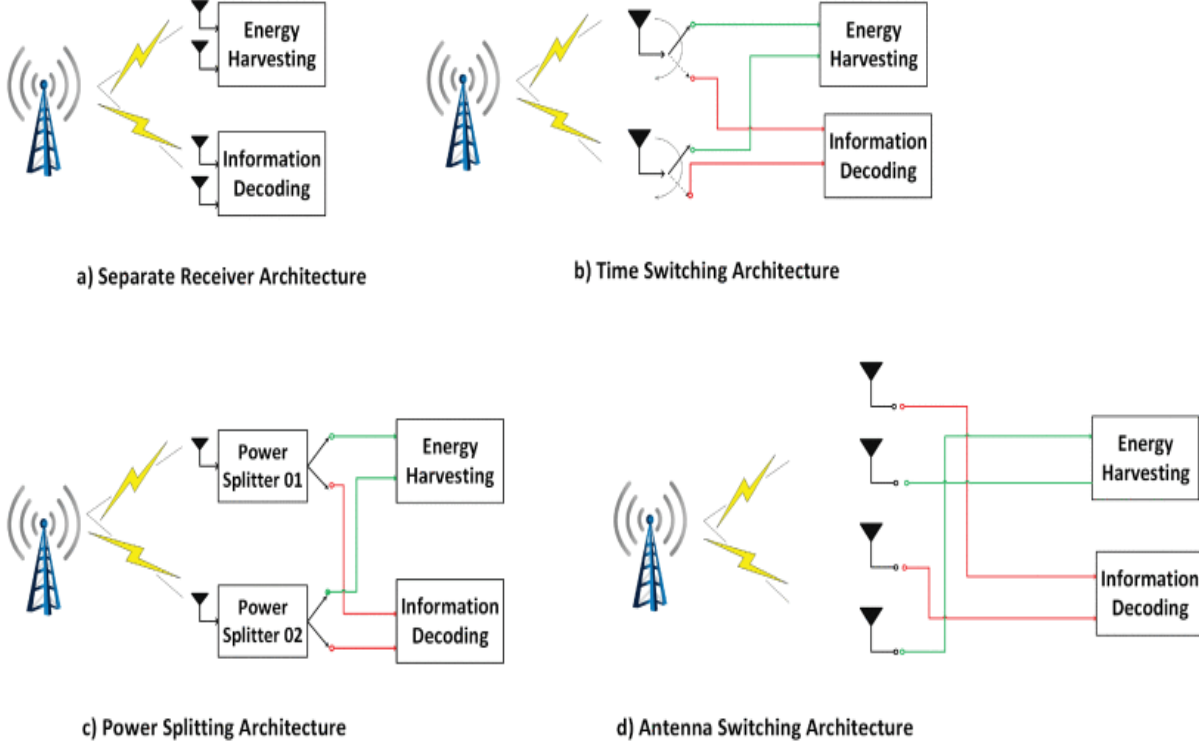 Energy
Harvesting
Information
Decoding
a) Separate Receiver Architecture
Energy
Harvesting
Information
Decoding
b) Time Switching Architecture
Power
Splitter 01
Energy
Harvesting
Power
Splitter 02
Information
Decoding
c) Power Splitting Architecture
Energy
Harvesting
Information
Decoding
d) Antenna Switching Architecture